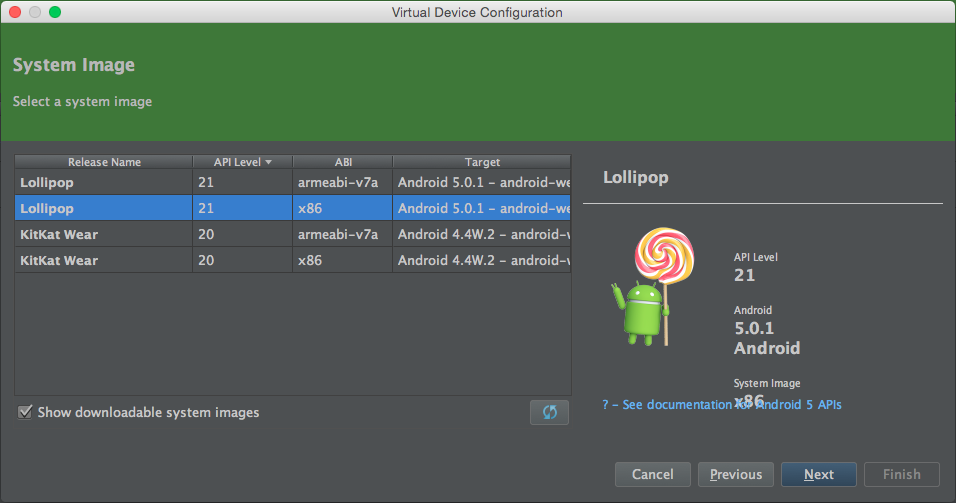 Virtual Device Configuration
System Image
Select a system image
Release Name API Level ABI Target
Lollipop 21 armeabi-v7a Android 5.0.1 - android-we
Lollipop 21 x86 Android 5.0.1 - android-we
KitKat Wear 20 armeabi-v7a Android 4.4W.2 - android-
KitKat Wear 20 x86 Android 4.4W.2 - android-
Show downloadable system images
Lollipop
API Level
21
Android
5.0.1
Android
System Image
x86
? - See documentation for Android 5 APIs
Cancel Previous Next Finish